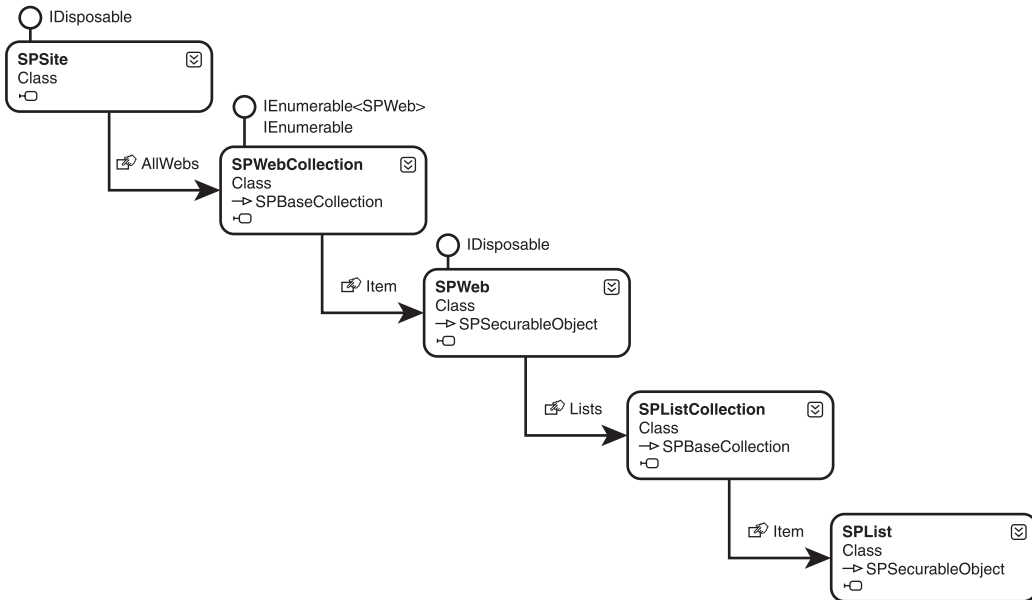 IDisposable
SPSite
Class
AllWebs
IEnumerable<SPWeb>
IEnumerable
SPWebCollection
Class
SPBaseCollection
Item
IDisposable
SPWeb
Class
SPSecurableObject
Lists
SPListCollection
Class
SPBaseCollection
Item
SPList
Class
SPSecurableObject